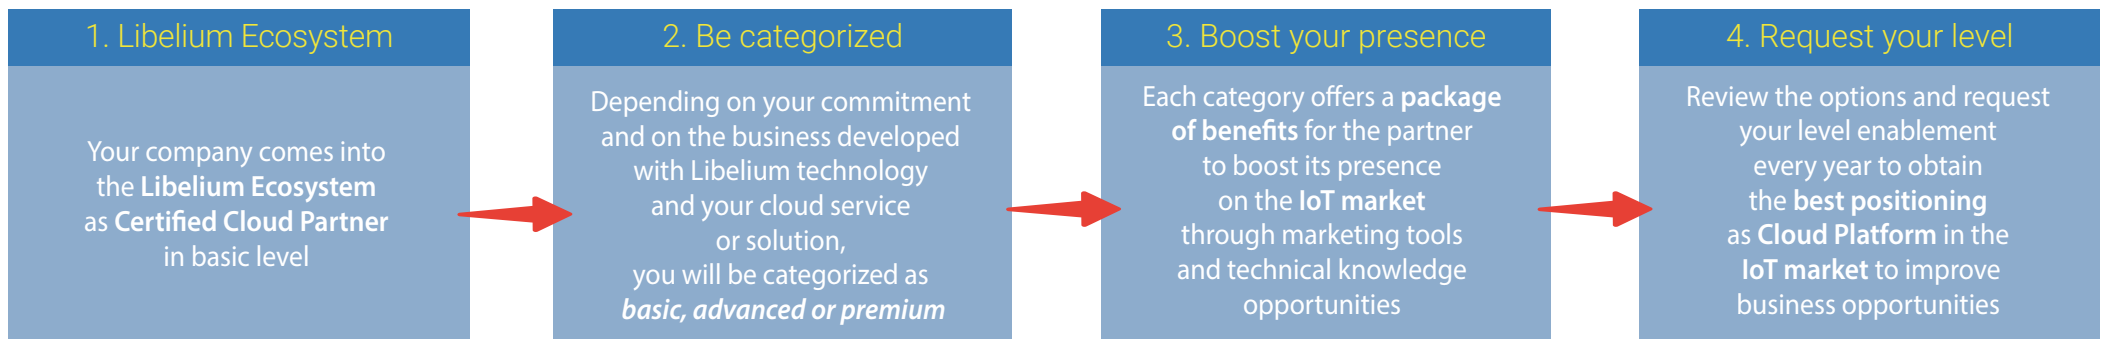 1. Libelium Ecosystem
Your company comes into
the Libelium Ecosystem
as Certified Cloud Partner
in basic level
2. Be categorized
Depending on your commitment
and on the business developed
with Libelium technology
and your cloud service
or solution,
you will be categorized as
basic, advanced or premium
3. Boost your presence
Each category offers a package
of benefits for the partner
to boost its presence
on the IoT market
through marketing tools
and technical knowledge
opportunities
4. Request your level
Review the options and request
your level enablement
every year to obtain
the best positioning
as Cloud Platform in the
IoT market to improve
business opportunities